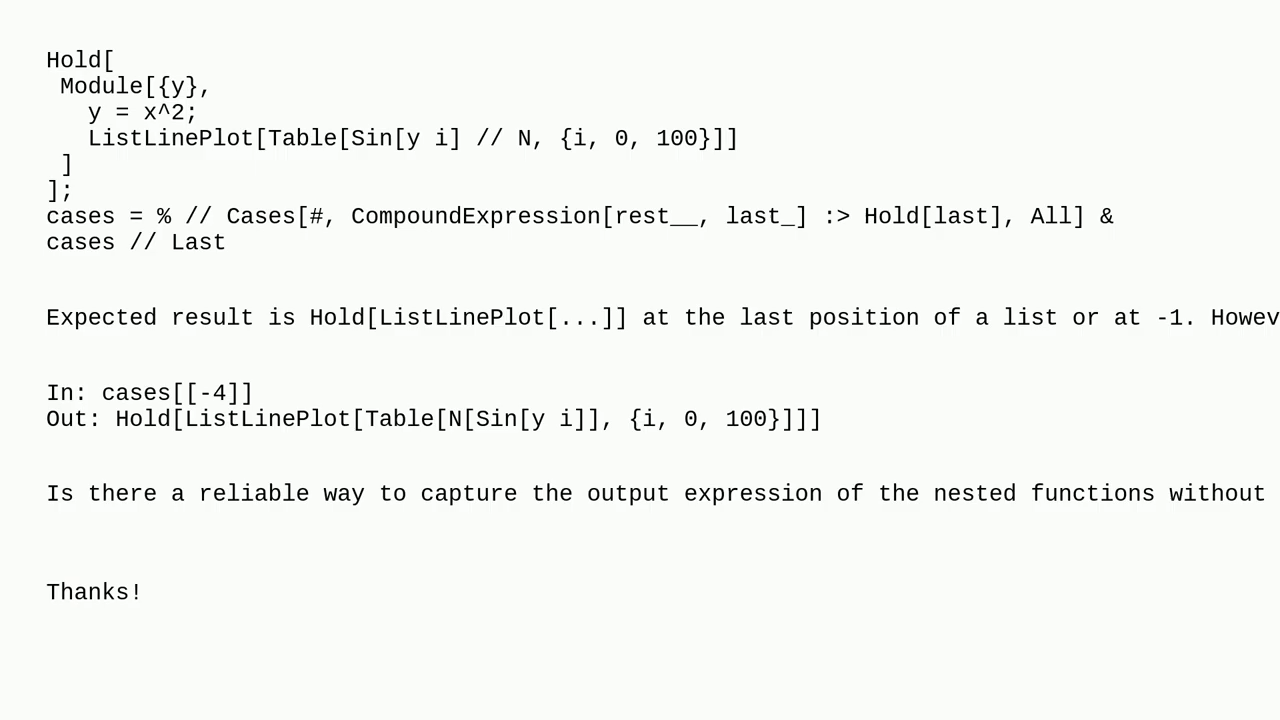 Hold[
 Module[{y},
   y = x^2;
   ListLinePlot[Table[Sin[y i] // N, {i, 0, 100}]]
 ]
];
cases = % // Cases[#, CompoundExpression[rest__, last_] :> Hold[last], All] &
cases // Last
Expected result is Hold[ListLinePlot[...]] at the last position of a list or at -1. Howev
In: cases[[-4]]
Out: Hold[ListLinePlot[Table[N[Sin[y i]], {i, 0, 100}]]]
Is there a reliable way to capture the output expression of the nested functions without
Thanks!